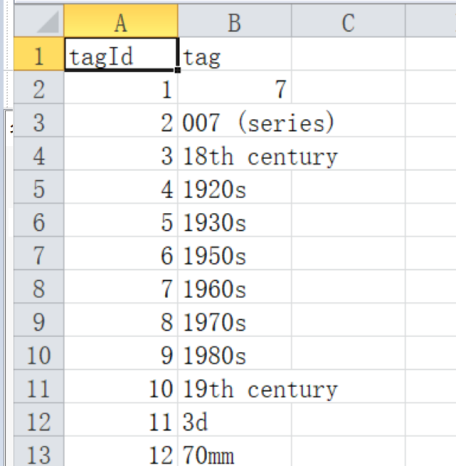 A B C
1 tagId tag
2 1 7
3 2 007 (series)
4 3 18th century
5 4 1920s
6 5 1930s
7 6 1950s
8 7 1960s
9 8 1970s
10 9 1980s
11 10 19th century
12 11 3d
13 12 70mm